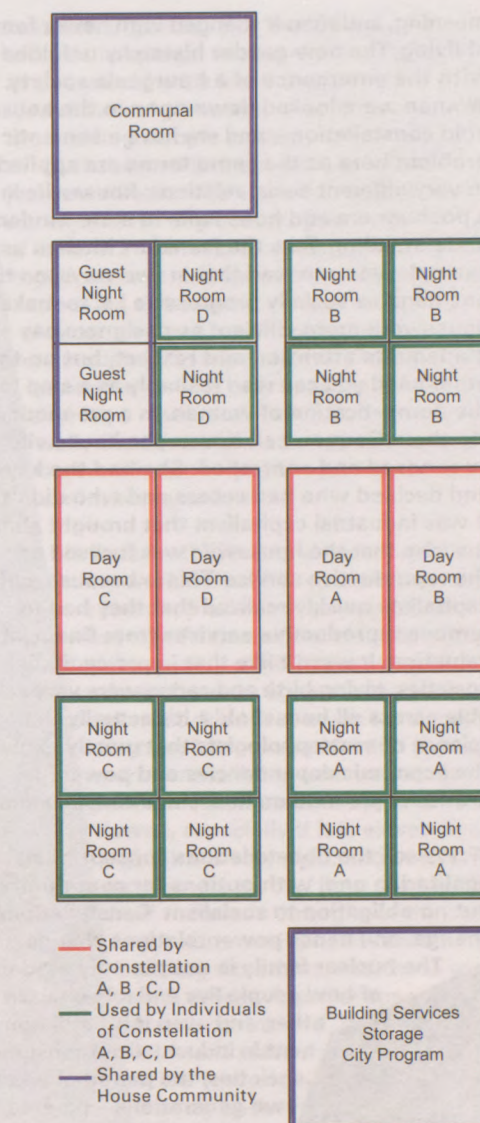 Communal
Room
Guest
Night
Room
Night
Room
D
Night
Room
B
Night
Room
B
Guest
Night
Room
Night
Room
D
Night
Room
B
Night
Room
B
Day
Room
C
Day
Room
D
Day
Room
A
Day
Room
B
Night
Room
C
Night
Room
C
Night
Room
A
Night
Room
A
Night
Room
C
Night
Room
C
Night
Room
A
Night
Room
A
Shared by
Constellation
A, B, C, D
Used by Individuals
of Constellation
A, B, C, D
Shared by the
House Community
Building Services
Storage
City Program